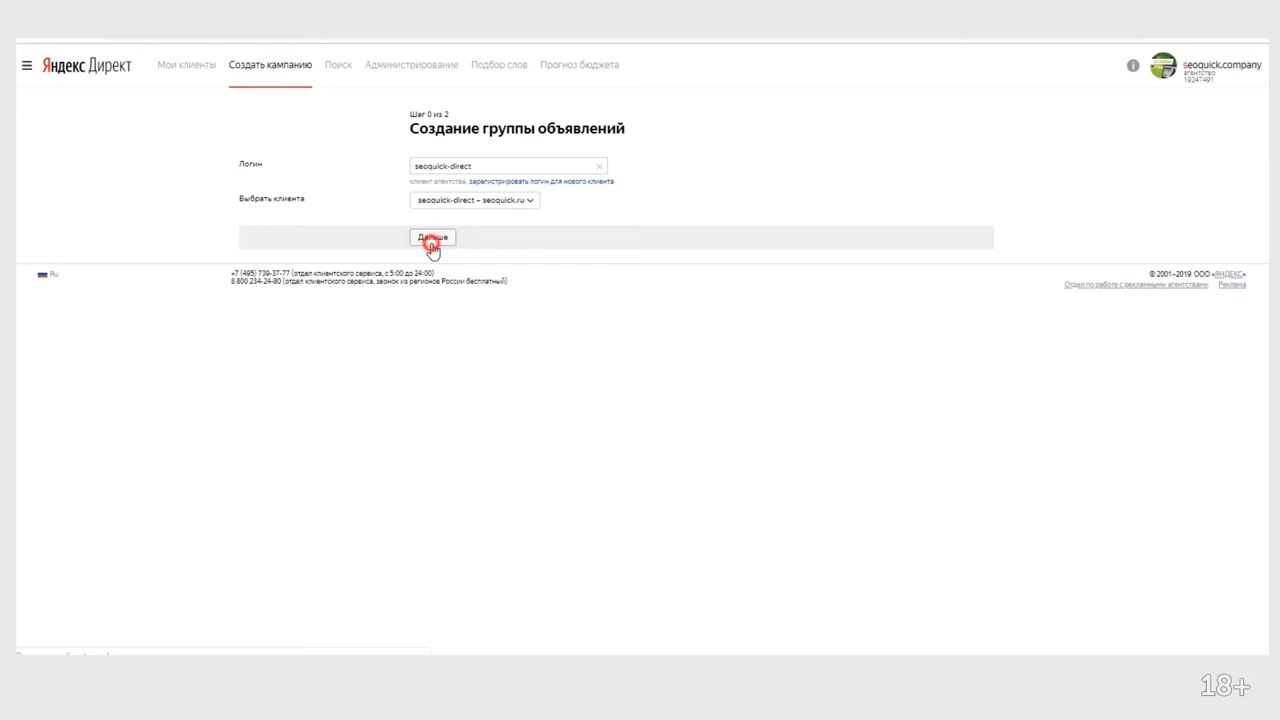 Яндекс Директ
Мои клиенты Создать кампанию Поиск Администрирование Подбор слов Прогноз бюджета
seoquick.company
агентство
19247491
Шаг 0 из 2
Создание группы объявлений
Логин seoquick-direct
клиент агентства, зарегистрировать логин для нового клиента
Выбрать клиента seoquick-direct – seoquick.ru
Дальше
Ru
+7 (495) 739-37-77 (отдел клиентского сервиса, с 5:00 до 24:00)
8 800 234-24-80 (отдел клиентского сервиса, звонок из регионов России бесплатный)
© 2001–2019 ООО «ЯНДЕКС»
Отдел по работе с рекламными агентствами Реклама
18+